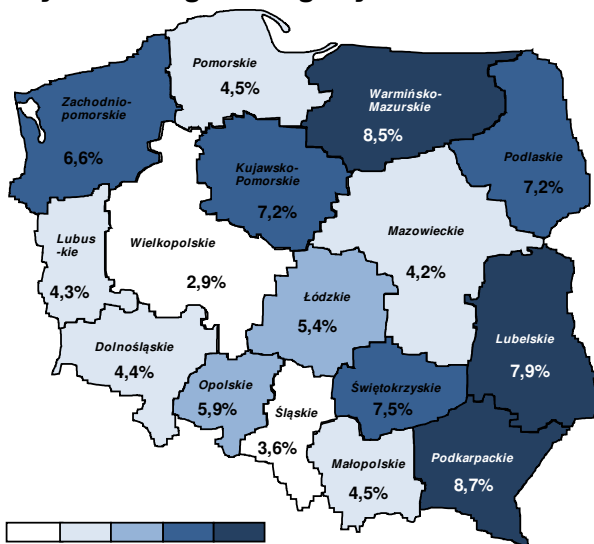 Pomorskie
4,5%
Warmińsko-
Mazurskie
8,5%
Zachodnio-
pomorskie
6,6%
Kujawsko-
Pomorskie
7,2%
Podlaskie
7,2%
Lubus
-kie
4,3%
Wielkopolskie
2,9%
Mazowieckie
4,2%
Łódzkie
5,4%
Lubelskie
7,9%
Dolnośląskie
4,4%
Opolskie
5,9%
Śląskie
3,6%
Świętokrzyskie
7,5%
Małopolskie
4,5%
Podkarpackie
8,7%